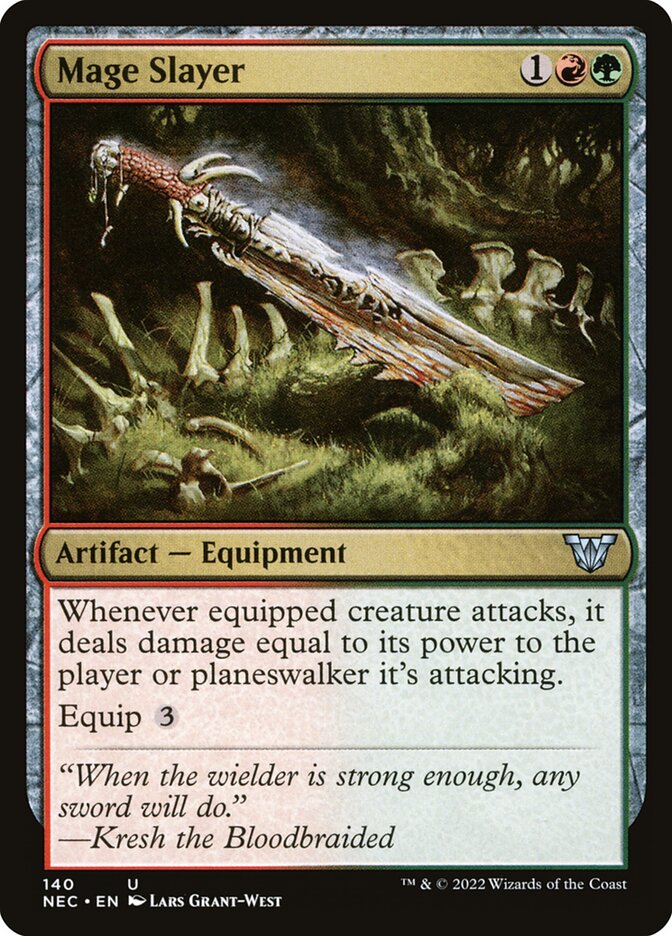 Mage Slayer
1
Artifact — Equipment
Whenever equipped creature attacks, it
deals damage equal to its power to the
player or planeswalker it's attacking.
Equip 3
“When the wielder is strong enough, any
sword will do.”
—Kresh the Bloodbraided
140 U
NEC • EN Lars Grant-West
™ & © 2022 Wizards of the Coast